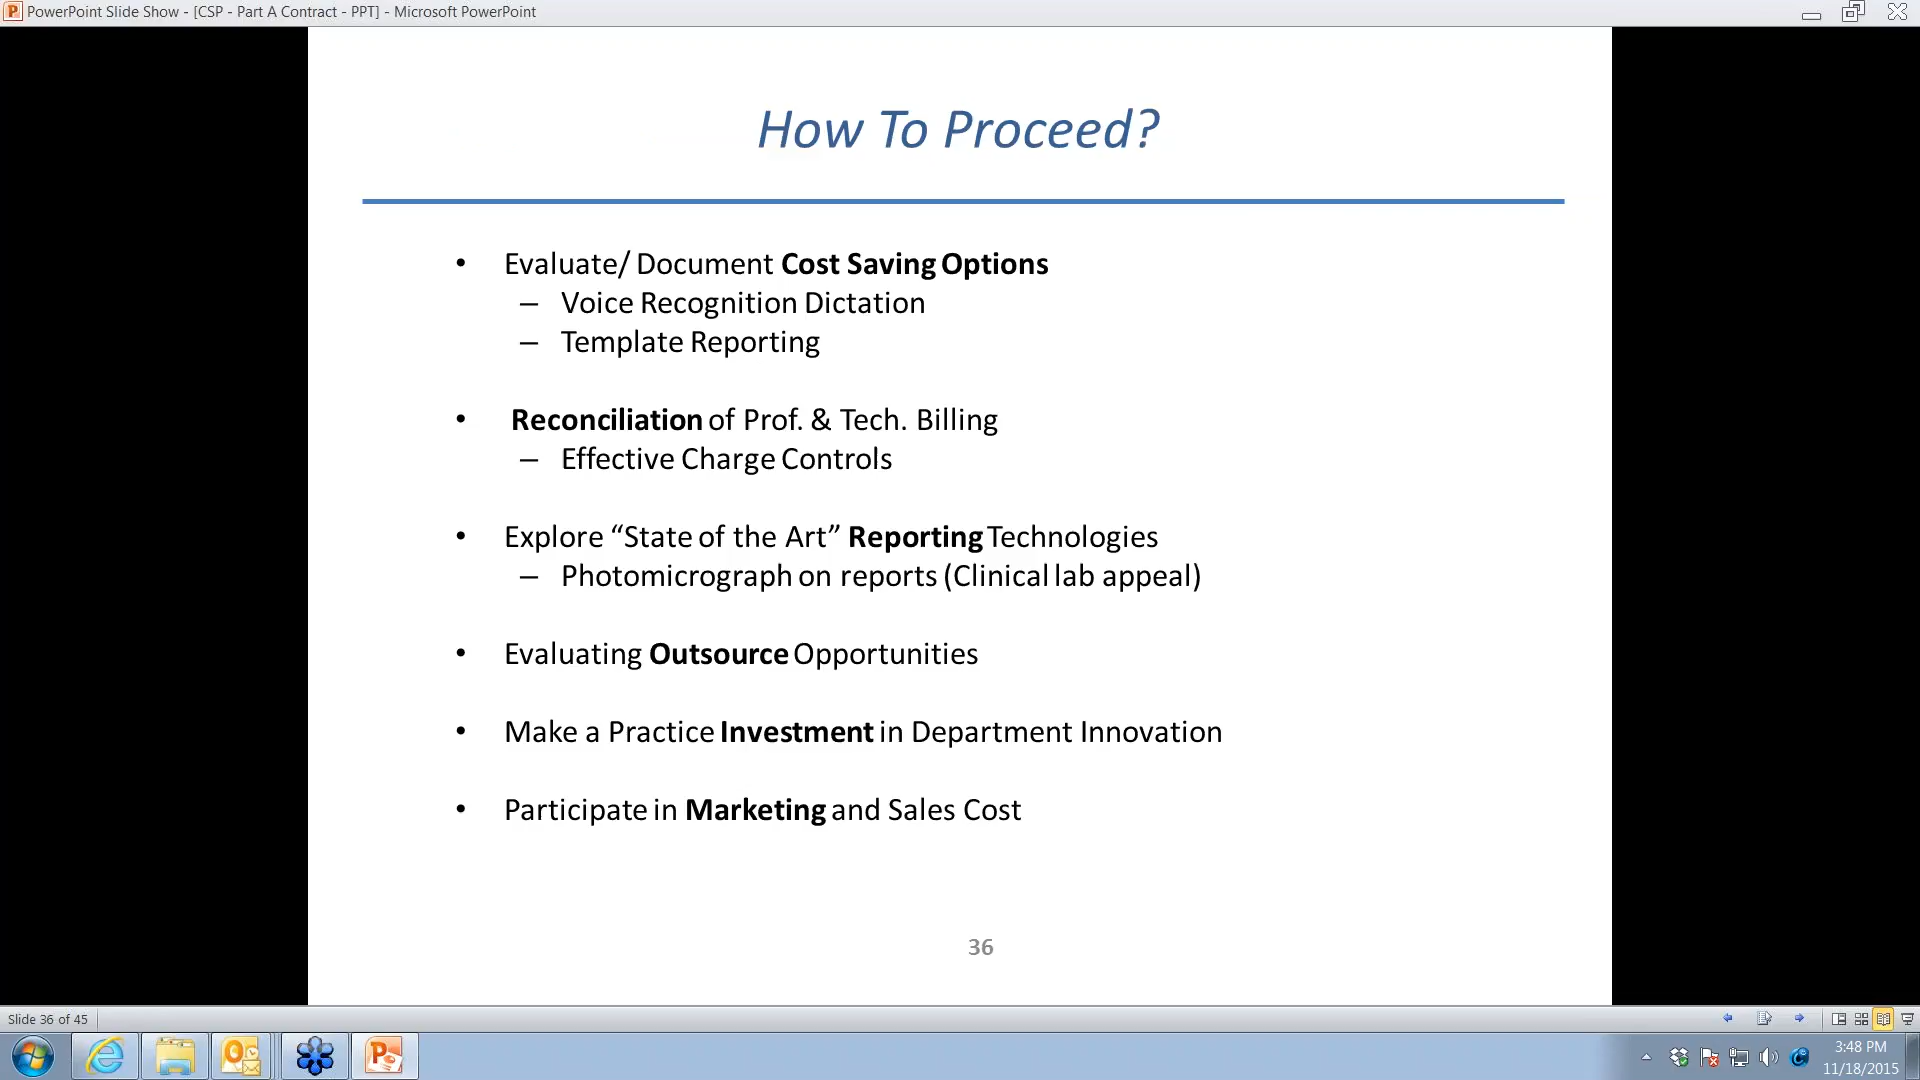 PowerPoint Slide Show - [CSP - Part A Contract - PPT] - Microsoft PowerPoint
How To Proceed?
• Evaluate/ Document Cost Saving Options
– Voice Recognition Dictation
– Template Reporting
• Reconciliation of Prof. & Tech. Billing
– Effective Charge Controls
• Explore “State of the Art” Reporting Technologies
– Photomicrograph on reports (Clinical lab appeal)
• Evaluating Outsource Opportunities
• Make a Practice Investment in Department Innovation
• Participate in Marketing and Sales Cost
36
Slide 36 of 45
3:48 PM
11/18/2015